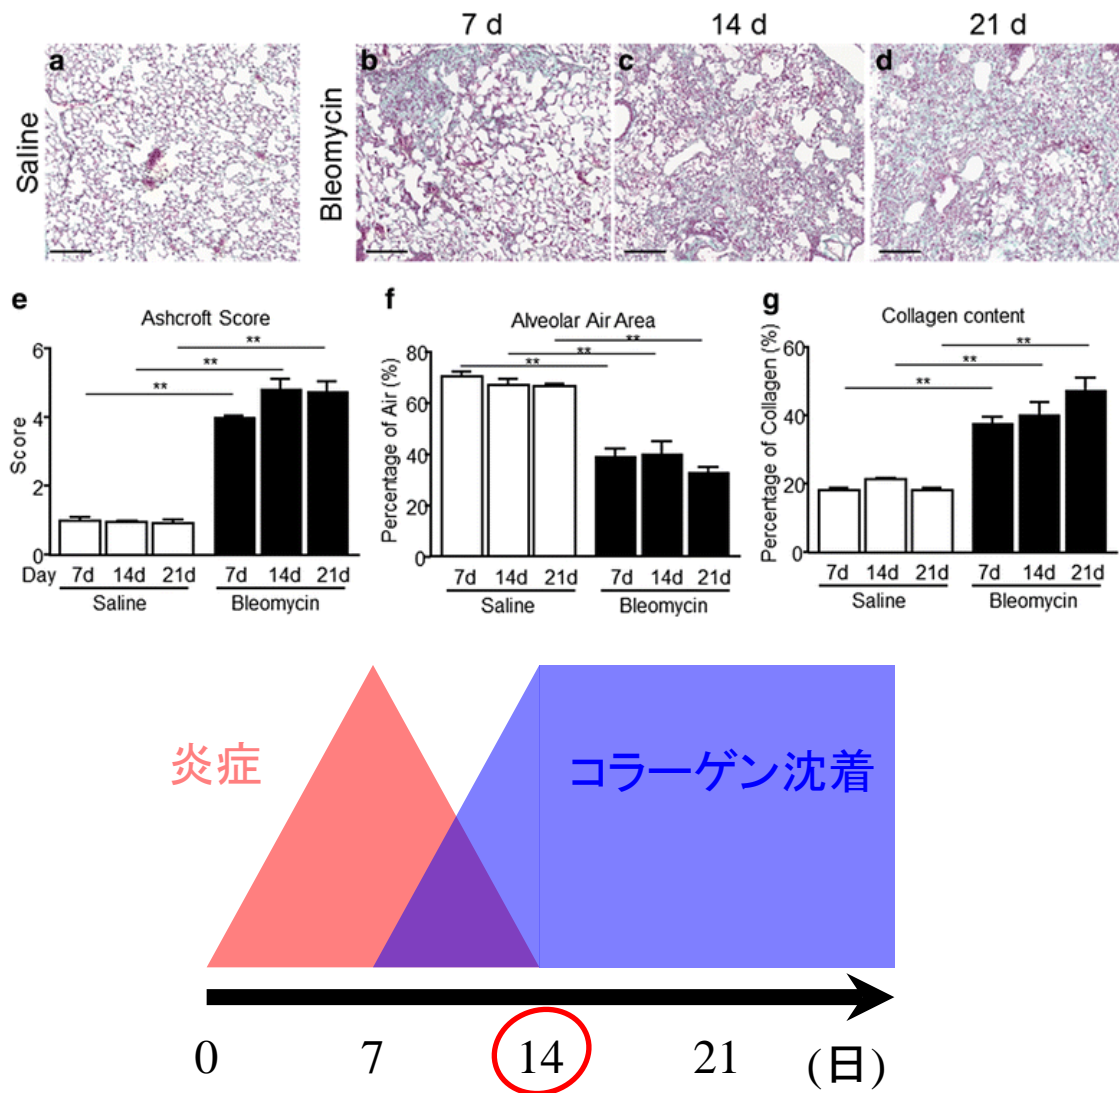 7 d 14 d 21 d
a b c d
Saline
Bleomycin
e
Ashcroft Score
**
**
**
6
4
2
0
Score
Day 7d 14d 21d 7d 14d 21d
Saline Bleomycin
f
Alveolar Air Area
**
**
**
80
60
40
20
0
Percentage of Air (%)
7d 14d 21d 7d 14d 21d
Saline Bleomycin
g
Collagen content
**
**
**
60
40
20
0
Percentage of Collagen (%)
7d 14d 21d 7d 14d 21d
Saline Bleomycin
炎症
コラーゲン沈着
0 7 14 21 (日)